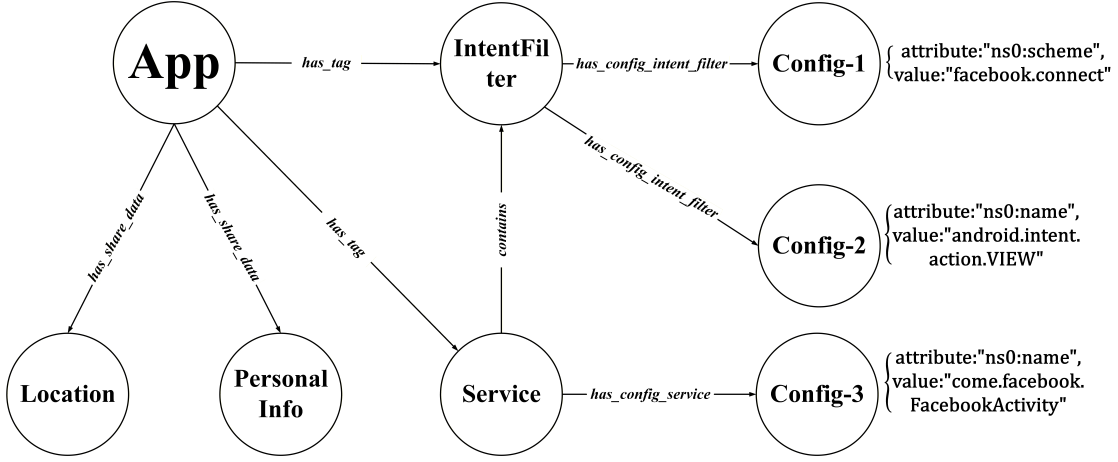 App
has_tag
IntentFil
ter
has_config_intent_filter
Config-1
attribute:"ns0:scheme",
value:"facebook.connect"
has_share_data
has_share_data
has_tag
contains
has_config_intent_filter
Config-2
attribute:"ns0:name",
value:"android.intent.
action.VIEW"
Location
Personal
Info
Service
has_config_service
Config-3
attribute:"ns0:name",
value:"come.facebook.
FacebookActivity"